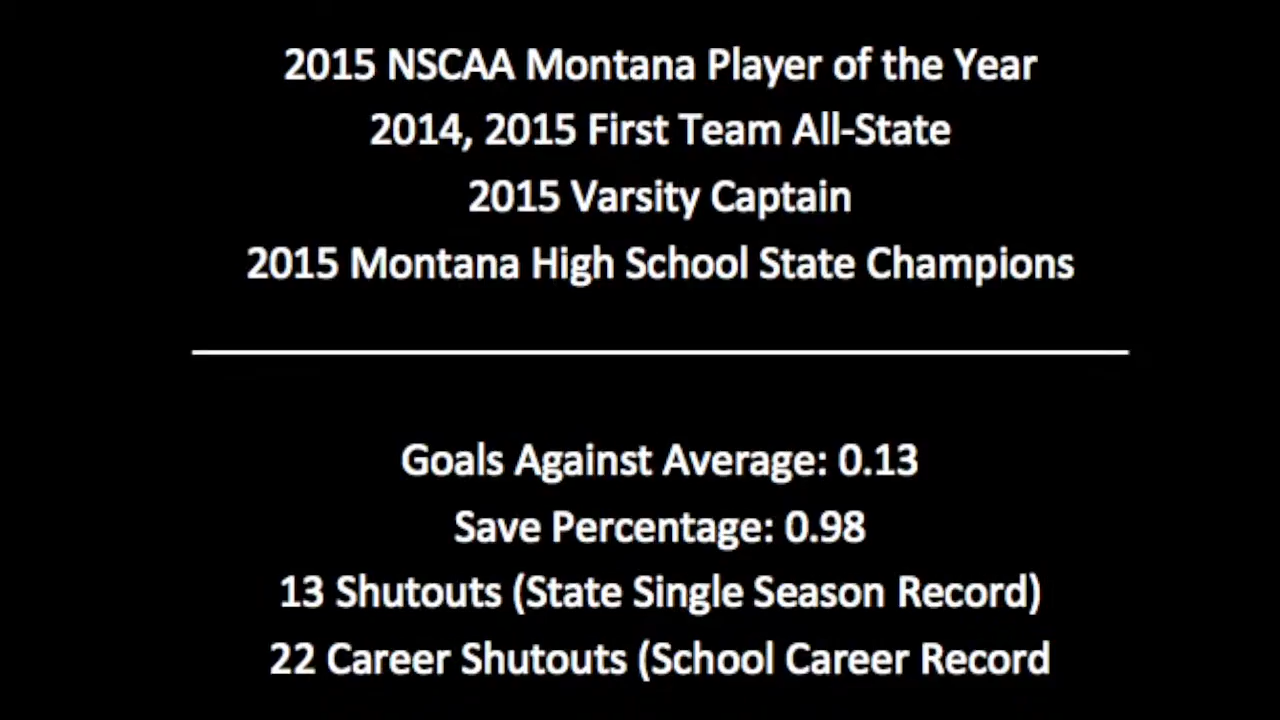 2015 NSCAA Montana Player of the Year
2014, 2015 First Team All-State
2015 Varsity Captain
2015 Montana High School State Champions
Goals Against Average: 0.13
Save Percentage: 0.98
13 Shutouts (State Single Season Record)
22 Career Shutouts (School Career Record